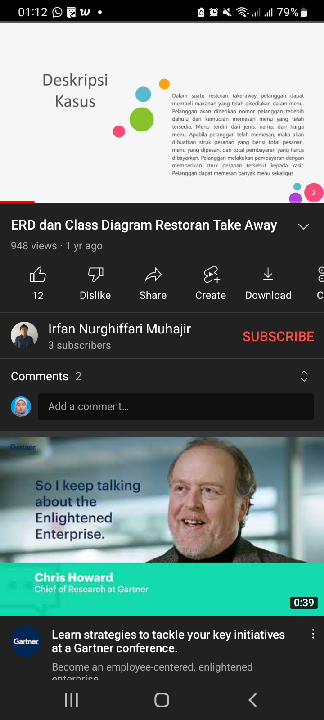 01:12
79%
Deskripsi
Kasus
Dalam suatu restoran take-away pelanggan dapat
membeli makanan yang telah disediakan dalam menu.
Pelanggan akan diberikan nomor pelanggan terlebih
dahulu dan kemudian memesan menu yang telah
tersedia. Menu terdiri dari jenis, nama, dan harga
menu. Apabila pelanggan telah memesan, maka akan
dibuatkan struk pesanan yang berisi total pesanan,
menu yang dipesan, dan total pembayaran yang harus
dibayarkan. Pelanggan melakukan pembayaran dengan
memberikan struk pesanan tersebut kepada kasir.
Pelanggan dapat memesan banyak menu sekaligus
2
ERD dan Class Diagram Restoran Take Away
948 views · 1 yr ago
12
Dislike
Share
Create
Download
Irfan Nurghiffari Muhajir
3 subscribers
SUBSCRIBE
Comments 2
Add a comment...
Gartner
So I keep talking
about the
Enlightened
Enterprise.
Chris Howard
Chief of Research at Gartner
0:39
Gartner
Learn strategies to tackle your key initiatives
at a Gartner conference.
Become an employee-centered, enlightened
enterprise